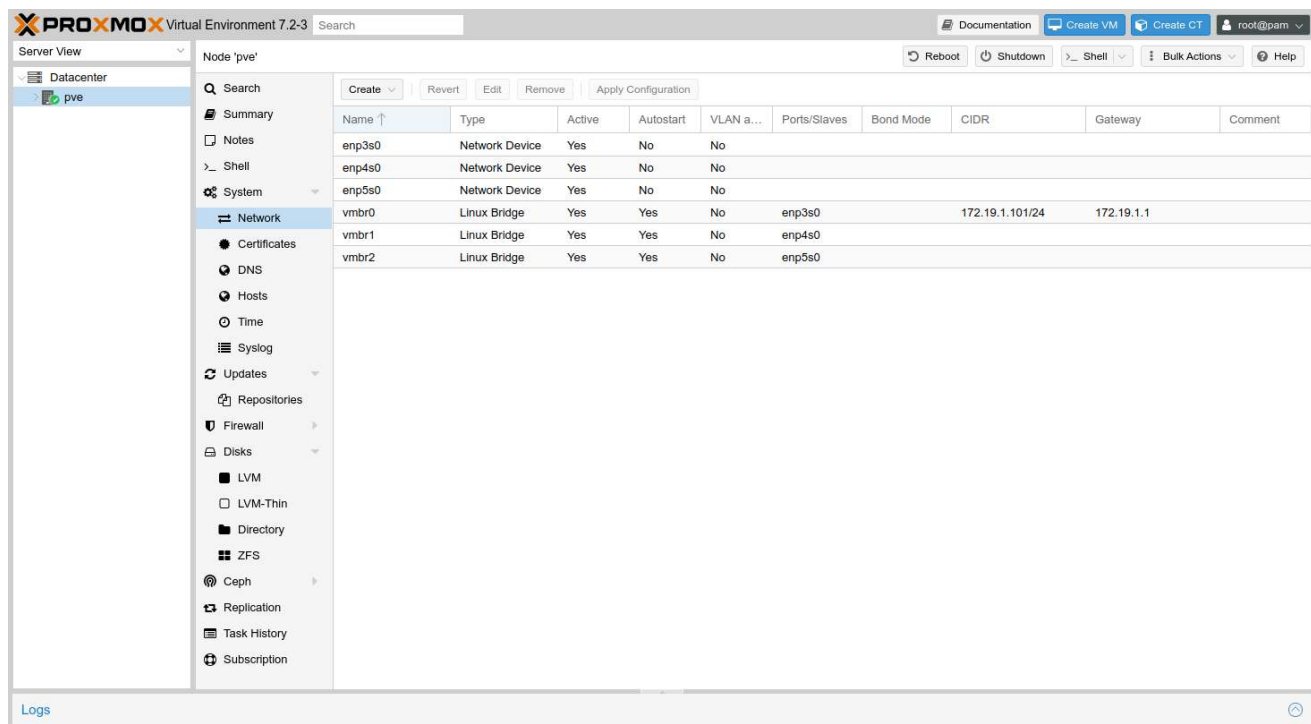 PROXMOX Virtual Environment 7.2-3 Search Documentation Create VM Create CT root@pam
Server View
Node 'pve' Reboot Shutdown >_ Shell Bulk Actions Help
Datacenter
pve
Search
Summary
Notes
>_ Shell
System
Network
Certificates
DNS
Hosts
Time
Syslog
Updates
Repositories
Firewall
Disks
LVM
LVM-Thin
Directory
ZFS
Ceph
Replication
Task History
Subscription
Create Revert Edit Remove Apply Configuration
Name ↑ Type Active Autostart VLAN a... Ports/Slaves Bond Mode CIDR Gateway Comment
enp3s0 Network Device Yes No No
enp4s0 Network Device Yes No No
enp5s0 Network Device Yes No No
vmbr0 Linux Bridge Yes Yes No enp3s0 172.19.1.101/24 172.19.1.1
vmbr1 Linux Bridge Yes Yes No enp4s0
vmbr2 Linux Bridge Yes Yes No enp5s0
Logs